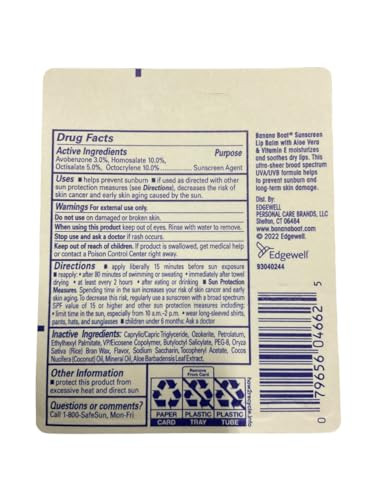 Drug Facts
Active Ingredients Purpose
Avobenzone 3.0%, Homosalate 10.0%,
Octisalate 5.0%, Octocrylene 10.0%............Sunscreen Agent
Uses ▪ helps prevent sunburn ▪ if used as directed with other
sun protection measures (see Directions), decreases the risk of
skin cancer and early skin aging caused by the sun.
Warnings For external use only.
Do not use on damaged or broken skin.
When using this product keep out of eyes. Rinse with water to remove.
Stop use and ask a doctor if rash occurs.
Keep out of reach of children. If product is swallowed, get medical help
or contact a Poison Control Center right away.
Directions ▪ apply liberally 15 minutes before sun exposure
▪ reapply: ▪ after 80 minutes of swimming or sweating ▪ immediately after towel
drying ▪ at least every 2 hours ▪ after eating or drinking ▪ Sun Protection
Measures. Spending time in the sun increases your risk of skin cancer and early
skin aging. To decrease this risk, regularly use a sunscreen with a broad spectrum
SPF value of 15 or higher and other sun protection measures including:
▪ limit time in the sun, especially from 10 a.m.-2 p.m. ▪ wear long-sleeved shirts,
pants, hats, and sunglasses ▪ children under 6 months: Ask a doctor
Inactive Ingredients: Caprylic/Capric Triglyceride, Ozokerite, Petrolatum,
Ethylhexyl Palmitate, VP/Eicosene Copolymer, Butyloctyl Salicylate, PEG-8, Oryza
Sativa (Rice) Bran Wax, Flavor, Sodium Saccharin, Tocopheryl Acetate, Cocos
Nucifera (Coconut) Oil, Mineral Oil, Aloe Barbadensis Leaf Extract.
Other Information
▪ protect this product from
excessive heat and direct sun
Questions or comments?
Call 1-800-SafeSun, Mon-Fri
Remove
From Card
PAPER PLASTIC PLASTIC
CARD TRAY TUBE
how2recycle.info
Banana Boat® Sunscreen
Lip Balm with Aloe Vera
& Vitamin E moisturizes
and soothes dry lips. This
ultra-sheer broad spectrum
UVA/UVB formula helps
to prevent sunburn and
long-term skin damage.
Dist. By:
EDGEWELL
PERSONAL CARE BRANDS, LLC
Shelton, CT 06484
www.bananaboat.com
© 2022 Edgewell.
Edgewell
93040244
0 79656 04662 5